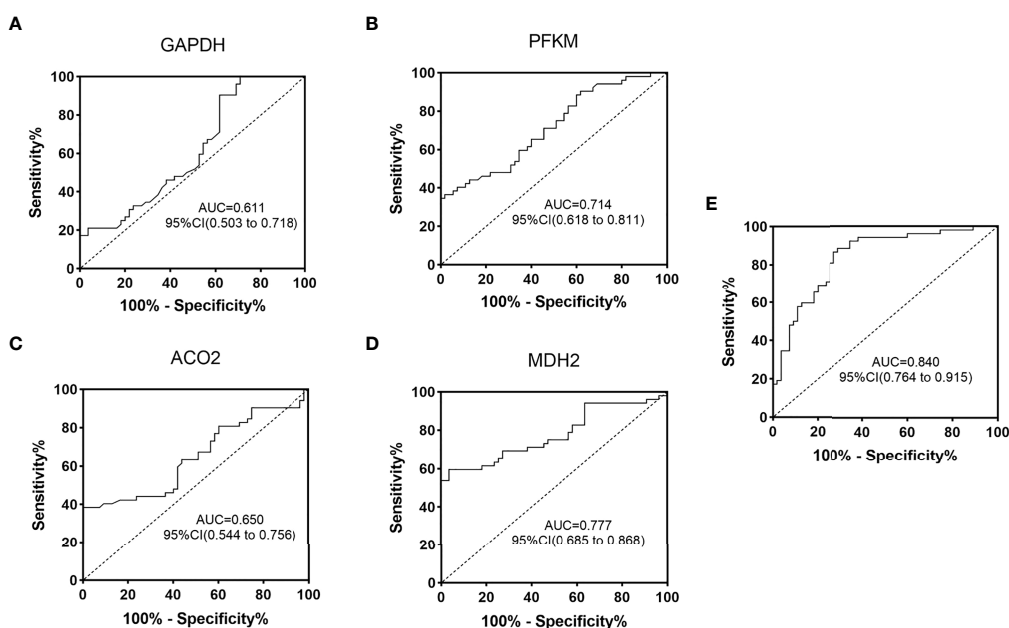 A
GAPDH
100
80
60
40
20
0
Sensitivity%
AUC=0.611
95%CI(0.503 to 0.718)
0 20 40 60 80 100
100% - Specificity%
B
PFKM
100
80
60
40
20
0
Sensitivity%
AUC=0.714
95%CI(0.618 to 0.811)
0 20 40 60 80 100
100% - Specificity%
C
ACO2
100
80
60
40
20
0
Sensitivity%
AUC=0.650
95%CI(0.544 to 0.756)
0 20 40 60 80 100
100% - Specificity%
D
MDH2
100
80
60
40
20
0
Sensitivity%
AUC=0.777
95%CI(0.685 to 0.868)
0 20 40 60 80 100
100% - Specificity%
E
100
80
60
40
20
0
Sensitivity%
AUC=0.840
95%CI(0.764 to 0.915)
0 20 40 60 80 100
100% - Specificity%